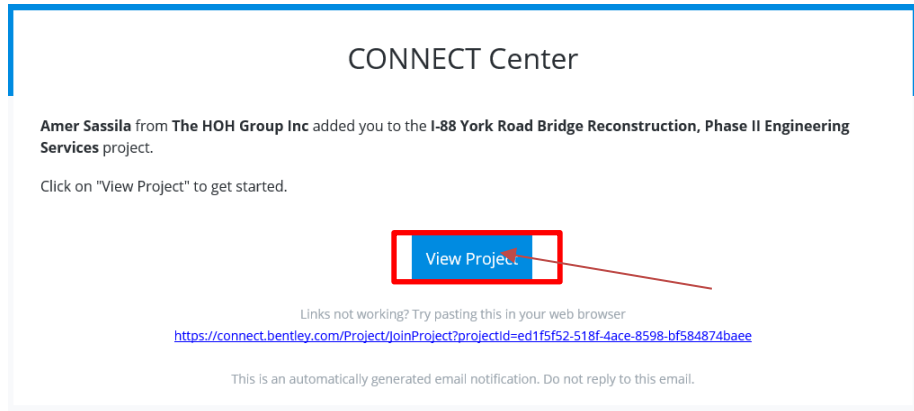 CONNECT Center
Amer Sassila from The HOH Group Inc added you to the I-88 York Road Bridge Reconstruction, Phase II Engineering
Services project.
Click on "View Project" to get started.
View Project
Links not working? Try pasting this in your web browser
https://connect.bentley.com/Project/JoinProject?projectId=ed1f5f52-518f-4ace-8598-bf584874baee
This is an automatically generated email notification. Do not reply to this email.